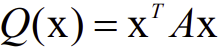 Q(x) = x^T Ax